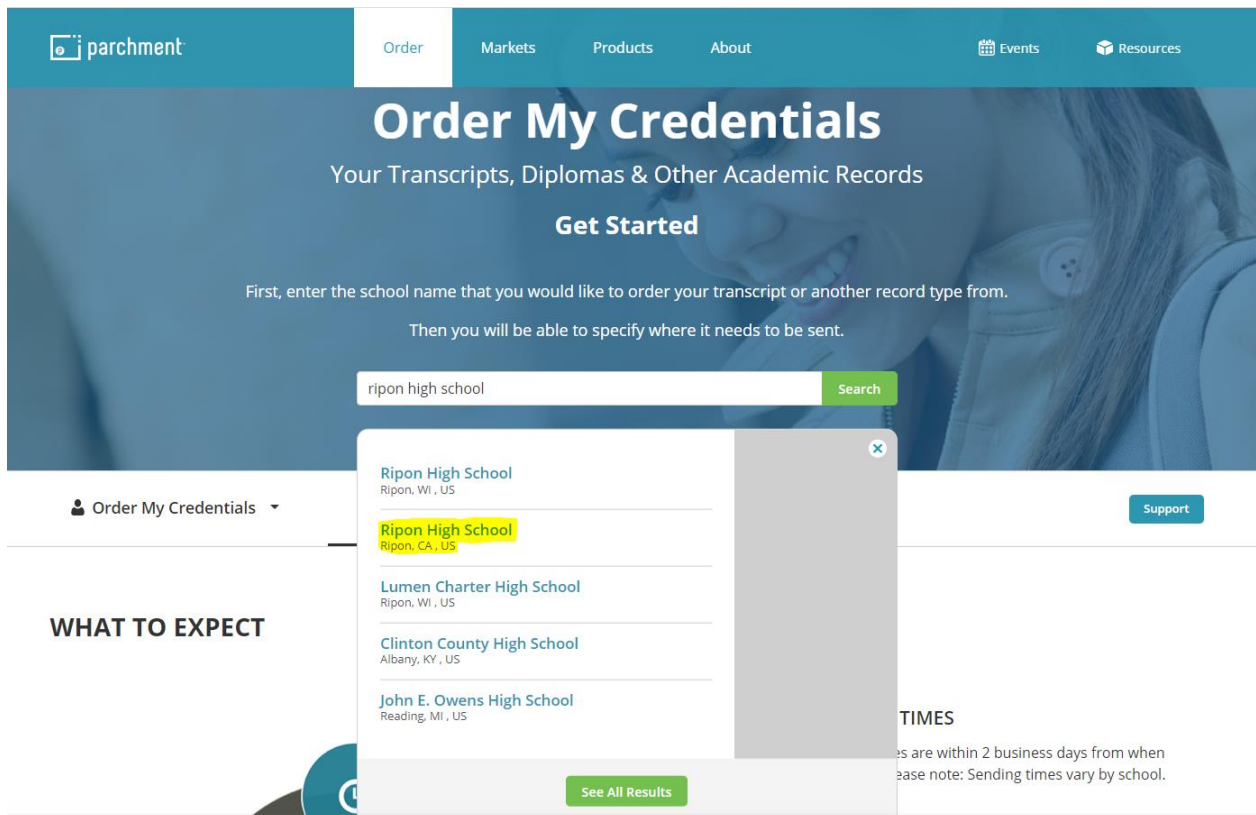 parchment
Order
Markets
Products
About
Events
Resources
Order My Credentials
Your Transcripts, Diplomas & Other Academic Records
Get Started
First, enter the school name that you would like to order your transcript or another record type from.
Then you will be able to specify where it needs to be sent.
ripon high school
Search
Ripon High School
Ripon, WI , US
Ripon High School
Ripon, CA , US
Lumen Charter High School
Ripon, WI , US
Clinton County High School
Albany, KY , US
John E. Owens High School
Reading, MI , US
See All Results
Order My Credentials
Support
WHAT TO EXPECT
TIMES
are within 2 business days from when
note: Sending times vary by school.